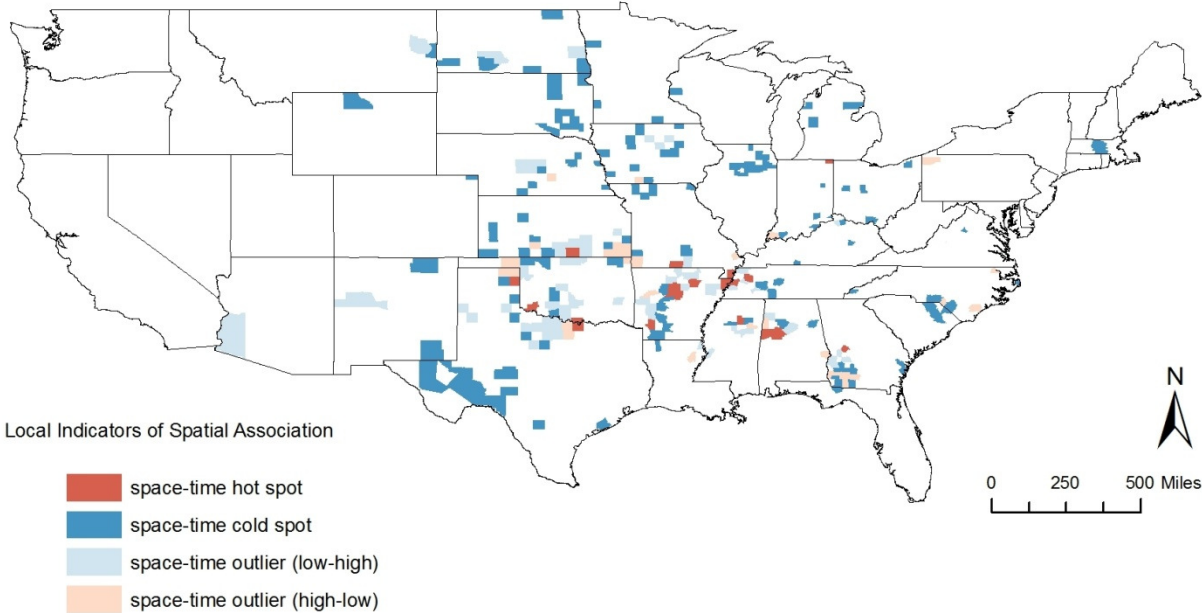 N
0 250 500 Miles
Local Indicators of Spatial Association
space-time hot spot
space-time cold spot
space-time outlier (low-high)
space-time outlier (high-low)